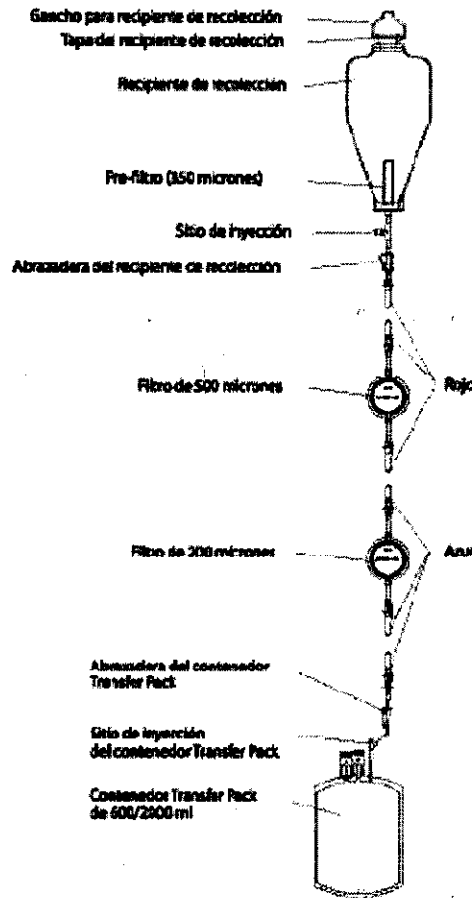 Gancho para recipiente de recolección
Tapa del recipiente de recolección
Recipiente de recolección
Pre-filtro (850 micrones)
Sitio de inyección
Abrazadera del recipiente de recolección
Filtro de 500 micrones
Rojo
Filtro de 200 micrones
Azul
Abrazadera del contenedor
Transfer Pack
Sitio de inyección
del contenedor Transfer Pack
Contenedor Transfer Pack
de 600/2000 ml